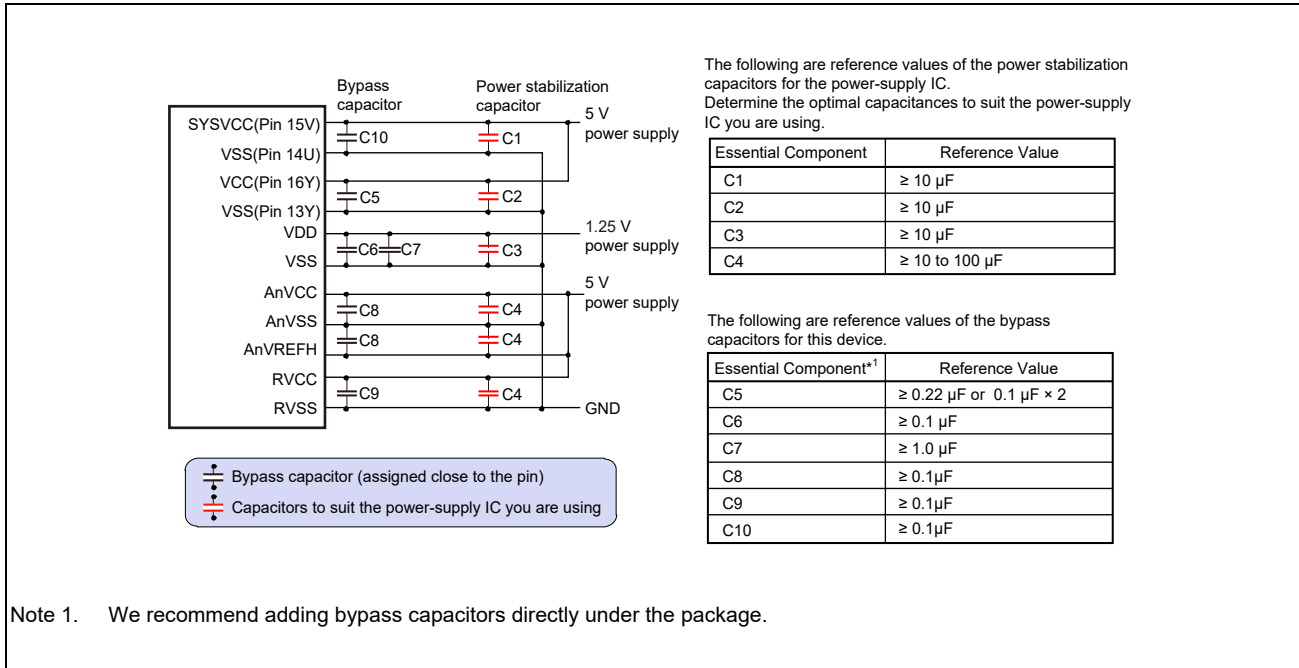 Bypass
capacitor
Power stabilization
capacitor
SYSVCC(Pin 15V)
VSS(Pin 14U)
VCC(Pin 16Y)
VSS(Pin 13Y)
VDD
VSS
AnVCC
AnVSS
AnVREFH
RVCC
RVSS
C10
C1
C5
C2
C6
C7
C3
C8
C4
C8
C4
C9
C4
5 V
power supply
1.25 V
power supply
5 V
power supply
GND
Bypass capacitor (assigned close to the pin)
Capacitors to suit the power-supply IC you are using
The following are reference values of the power stabilization
capacitors for the power-supply IC.
Determine the optimal capacitances to suit the power-supply
IC you are using.
Essential Component Reference Value
C1 ≥ 10 µF
C2 ≥ 10 µF
C3 ≥ 10 µF
C4 ≥ 10 to 100 µF
The following are reference values of the bypass
capacitors for this device.
Essential Component*1 Reference Value
C5 ≥ 0.22 µF or 0.1 µF × 2
C6 ≥ 0.1 µF
C7 ≥ 1.0 µF
C8 ≥ 0.1µF
C9 ≥ 0.1µF
C10 ≥ 0.1µF
Note 1. We recommend adding bypass capacitors directly under the package.